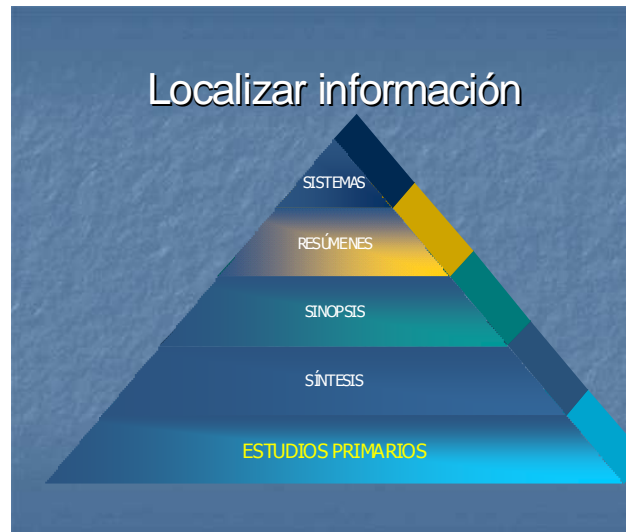 Localizar información
SISTEMAS
RESÚMENES
SINOPSIS
SÍNTESIS
ESTUDIOS PRIMARIOS